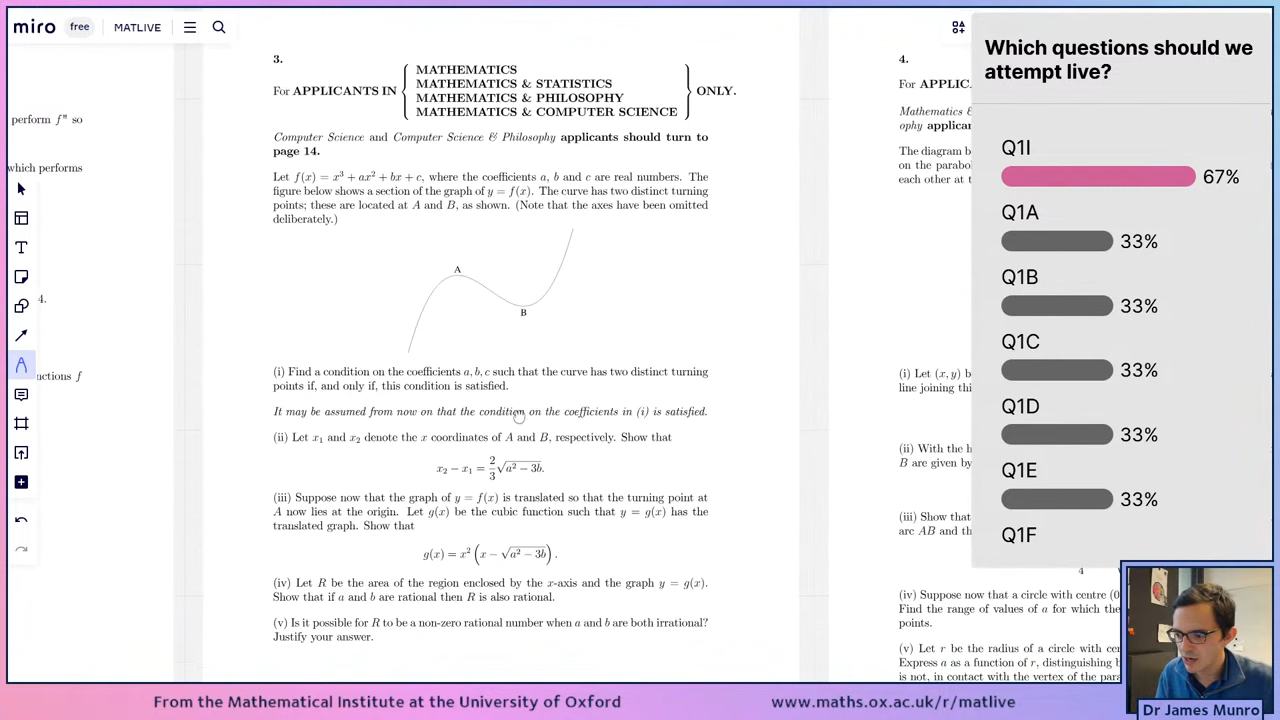 miro
free
MATLIVE
perform f" so
which performs
4.
nctions f
3.
For APPLICANTS IN { MATHEMATICS
MATHEMATICS & STATISTICS
MATHEMATICS & PHILOSOPHY
MATHEMATICS & COMPUTER SCIENCE } ONLY.
Computer Science and Computer Science & Philosophy applicants should turn to
page 14.
Let f(x) = x³ + ax² + bx + c, where the coefficients a, b and c are real numbers. The
figure below shows a section of the graph of y = f(x). The curve has two distinct turning
points; these are located at A and B, as shown. (Note that the axes have been omitted
deliberately.)
A
B
(i) Find a condition on the coefficients a, b, c such that the curve has two distinct turning
points if, and only if, this condition is satisfied.
It may be assumed from now on that the condition on the coefficients in (i) is satisfied.
(ii) Let x₁ and x₂ denote the x coordinates of A and B, respectively. Show that
x₂ − x₁ = 2/3 √(a² − 3b).
(iii) Suppose now that the graph of y = f(x) is translated so that the turning point at
A now lies at the origin. Let g(x) be the cubic function such that y = g(x) has the
translated graph. Show that
g(x) = x² (x − √(a² − 3b)).
(iv) Let R be the area of the region enclosed by the x-axis and the graph y = g(x).
Show that if a and b are rational then R is also rational.
(v) Is it possible for R to be a non-zero rational number when a and b are both irrational?
Justify your answer.
4.
For APPLIC
Mathematics &
ophy applican
The diagram b
on the parabo
each other at t
(i) Let (x, y) b
line joining thi
(ii) With the h
B are given by
(iii) Show that
arc AB and th
4
(iv) Suppose now that a circle with centre (0
Find the range of values of a for which the
points.
(v) Let r be the radius of a circle with cen
Express a as a function of r, distinguishing b
is not, in contact with the vertex of the para
Which questions should we
attempt live?
Q1I
67%
Q1A
33%
Q1B
33%
Q1C
33%
Q1D
33%
Q1E
33%
Q1F
From the Mathematical Institute at the University of Oxford
www.maths.ox.ac.uk/r/matlive
Dr James Munro